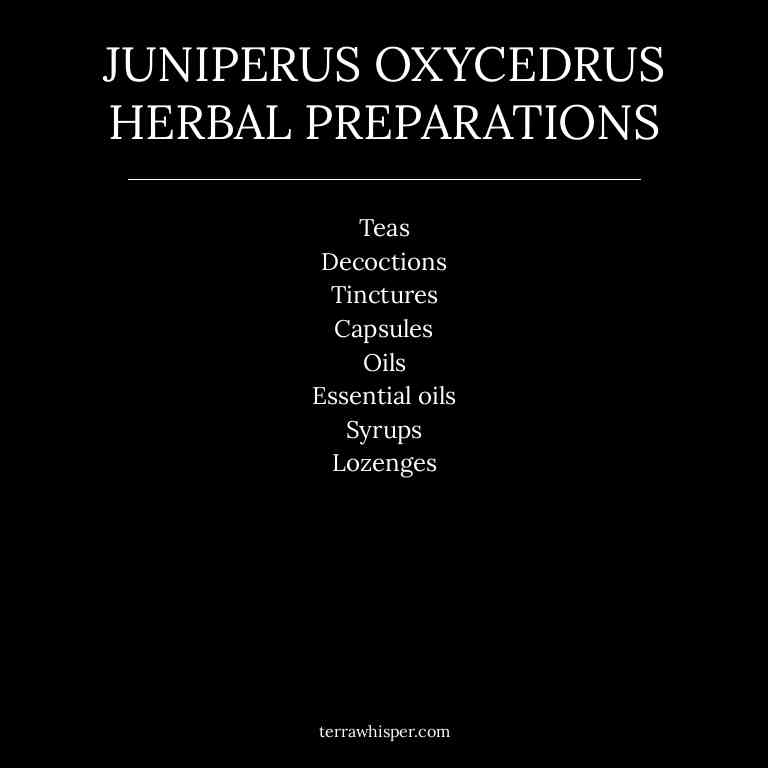 JUNIPERUS OXYCEDRUS
HERBAL PREPARATIONS
Teas
Decoctions
Tinctures
Capsules
Oils
Essential oils
Syrups
Lozenges
terrawhisper.com